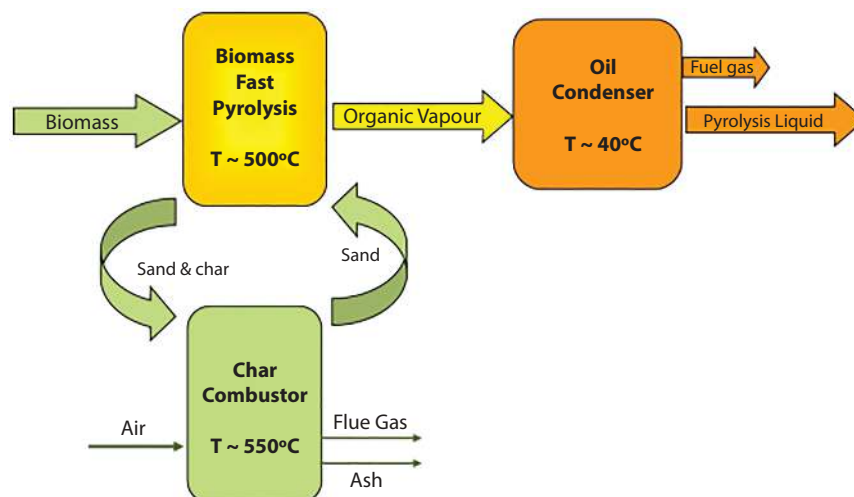 Biomass
Biomass
Fast
Pyrolysis
T ~ 500ºC
Organic Vapour
Oil
Condenser
T ~ 40ºC
Fuel gas
Pyrolysis Liquid
Sand & char
Sand
Char
Combustor
T ~ 550ºC
Air
Flue Gas
Ash